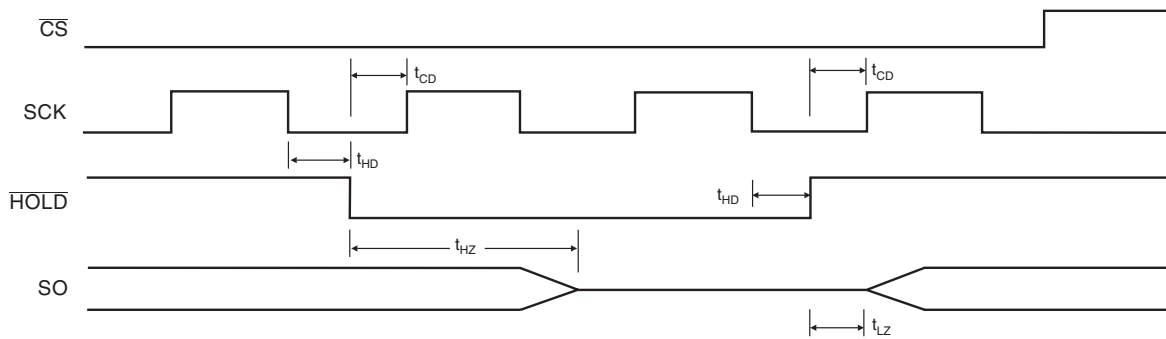 CS
t_CD
t_CD
SCK
t_HD
HOLD
t_HD
t_HZ
SO
t_LZ